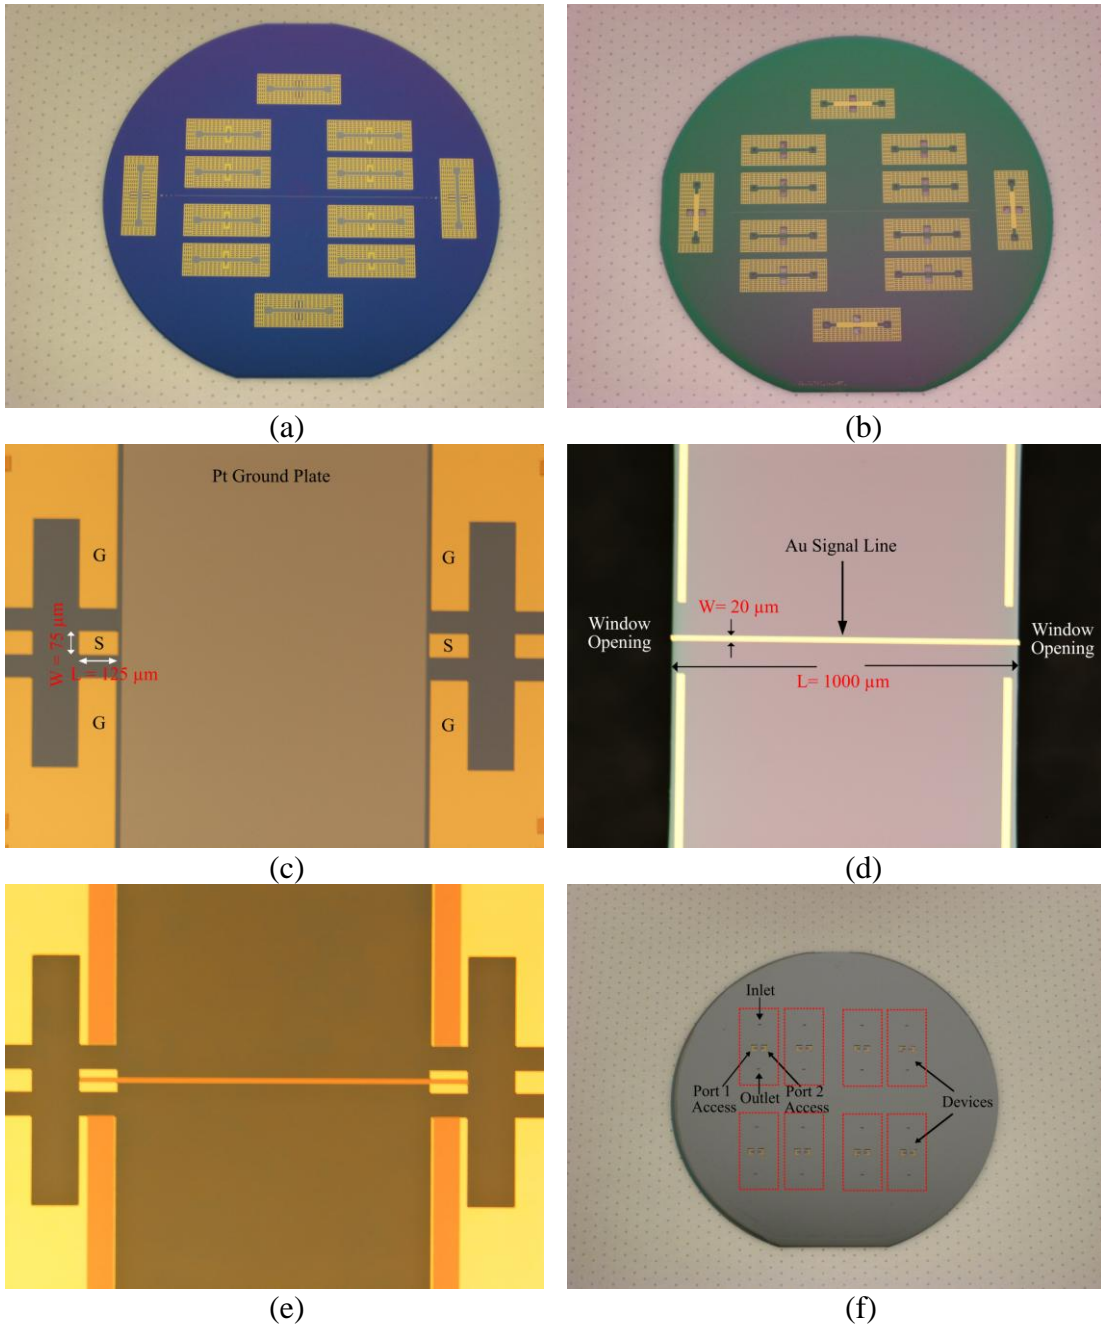 (a)
(b)
Pt Ground Plate
G
G
W = 75 µm
S
S
L = 125 µm
G
G
(c)
Au Signal Line
W= 20 µm
Window
Opening
Window
Opening
L= 1000 µm
(d)
(e)
Inlet
Port 1
Access
Outlet
Port 2
Access
Devices
(f)